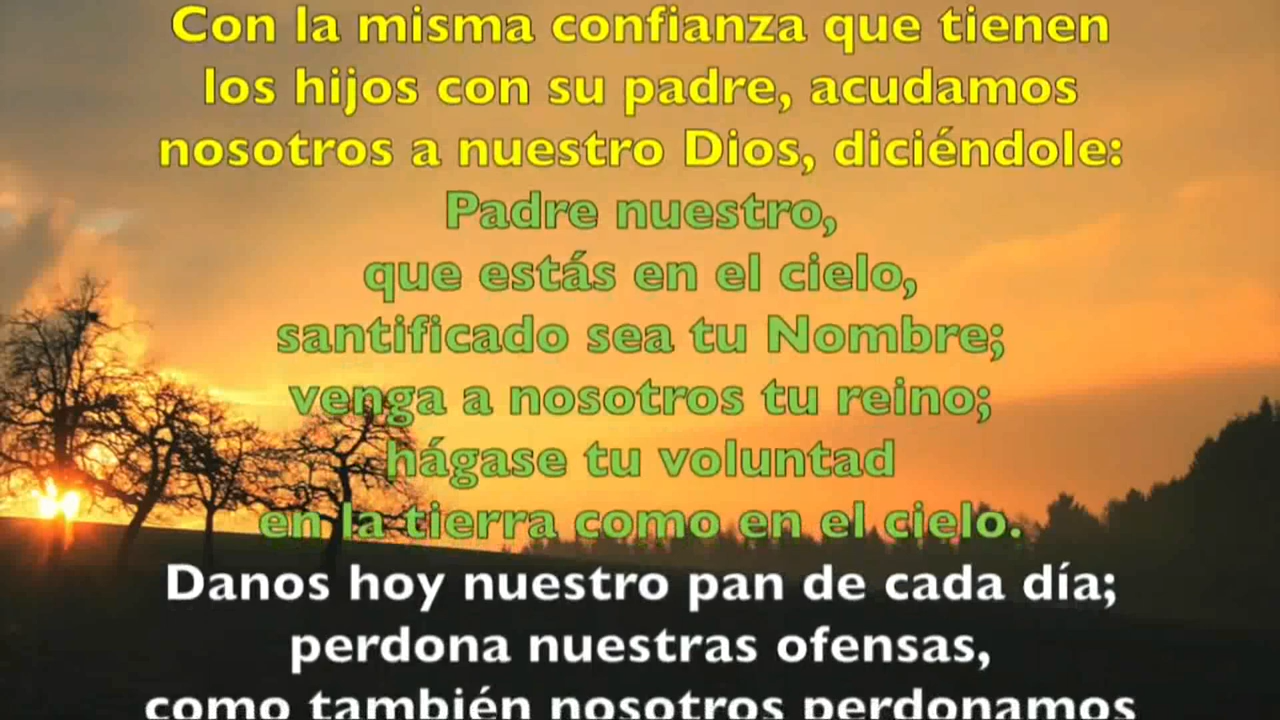 Con la misma confianza que tienen
los hijos con su padre, acudamos
nosotros a nuestro Dios, diciéndole:
Padre nuestro,
que estás en el cielo,
santificado sea tu Nombre;
venga a nosotros tu reino;
hágase tu voluntad
en la tierra como en el cielo.
Danos hoy nuestro pan de cada día;
perdona nuestras ofensas,
como también nosotros perdonamos